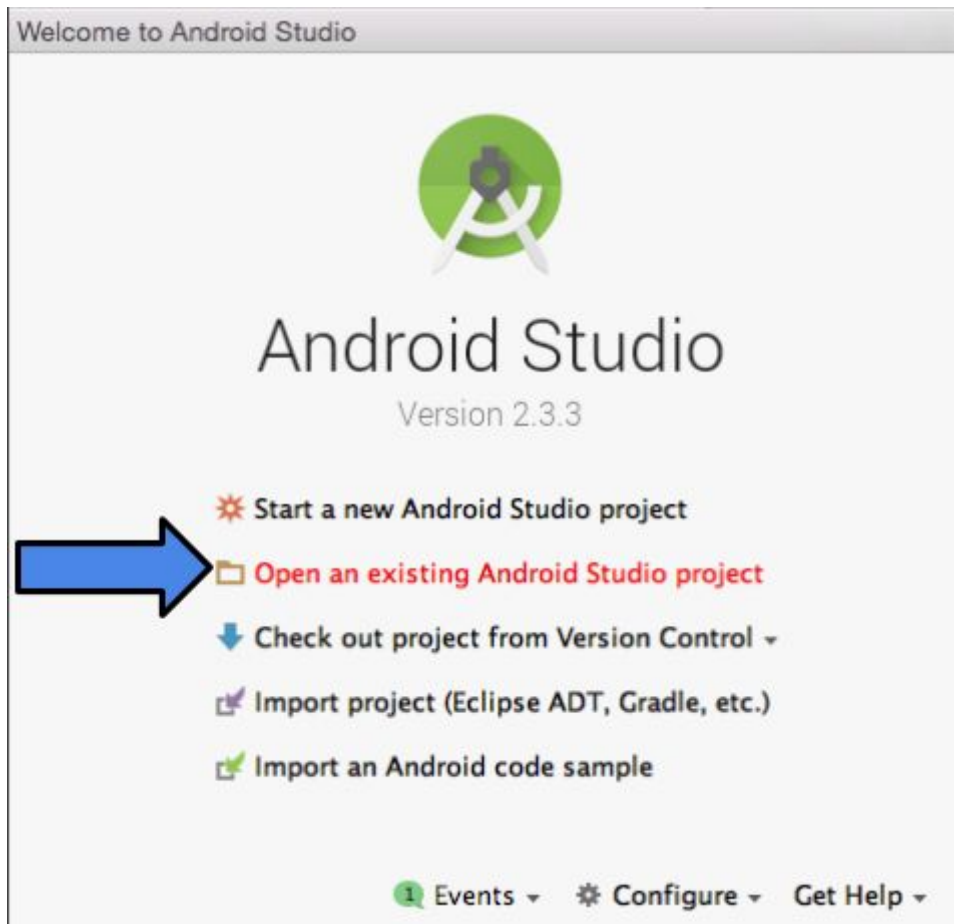 Welcome to Android Studio
Android Studio
Version 2.3.3
Start a new Android Studio project
Open an existing Android Studio project
Check out project from Version Control
Import project (Eclipse ADT, Gradle, etc.)
Import an Android code sample
1 Events Configure Get Help